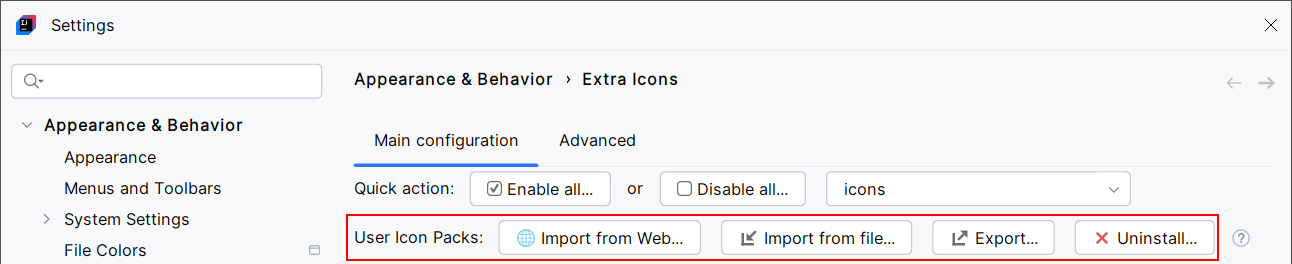 Settings
Appearance & Behavior › Extra Icons
Appearance & Behavior
Appearance
Menus and Toolbars
System Settings
File Colors
Main configuration Advanced
Quick action: Enable all... or Disable all... icons
User Icon Packs: Import from Web... Import from file... Export... Uninstall... ?